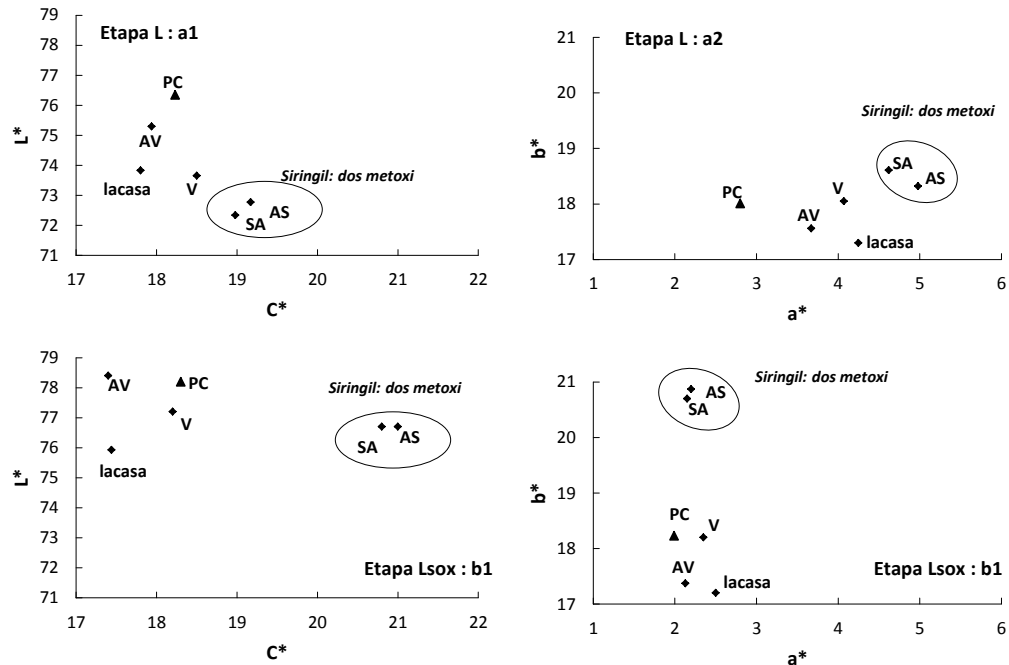 Etapa L : a1
79
78
77
76
75
74
73
72
71
L*
PC
AV
lacasa
V
Siringil: dos metoxi
AS
SA
17 18 19 20 21 22
C*
Etapa L : a2
21
20
19
18
17
b*
Siringil: dos metoxi
SA
AS
PC
V
AV
lacasa
1 2 3 4 5 6
a*
79
78
77
76
75
74
73
72
71
L*
AV
PC
V
lacasa
Siringil: dos metoxi
SA
AS
Etapa Lsox : b1
17 18 19 20 21 22
C*
21
20
19
18
17
b*
Siringil: dos metoxi
AS
SA
PC
V
AV
lacasa
Etapa Lsox : b1
1 2 3 4 5 6
a*